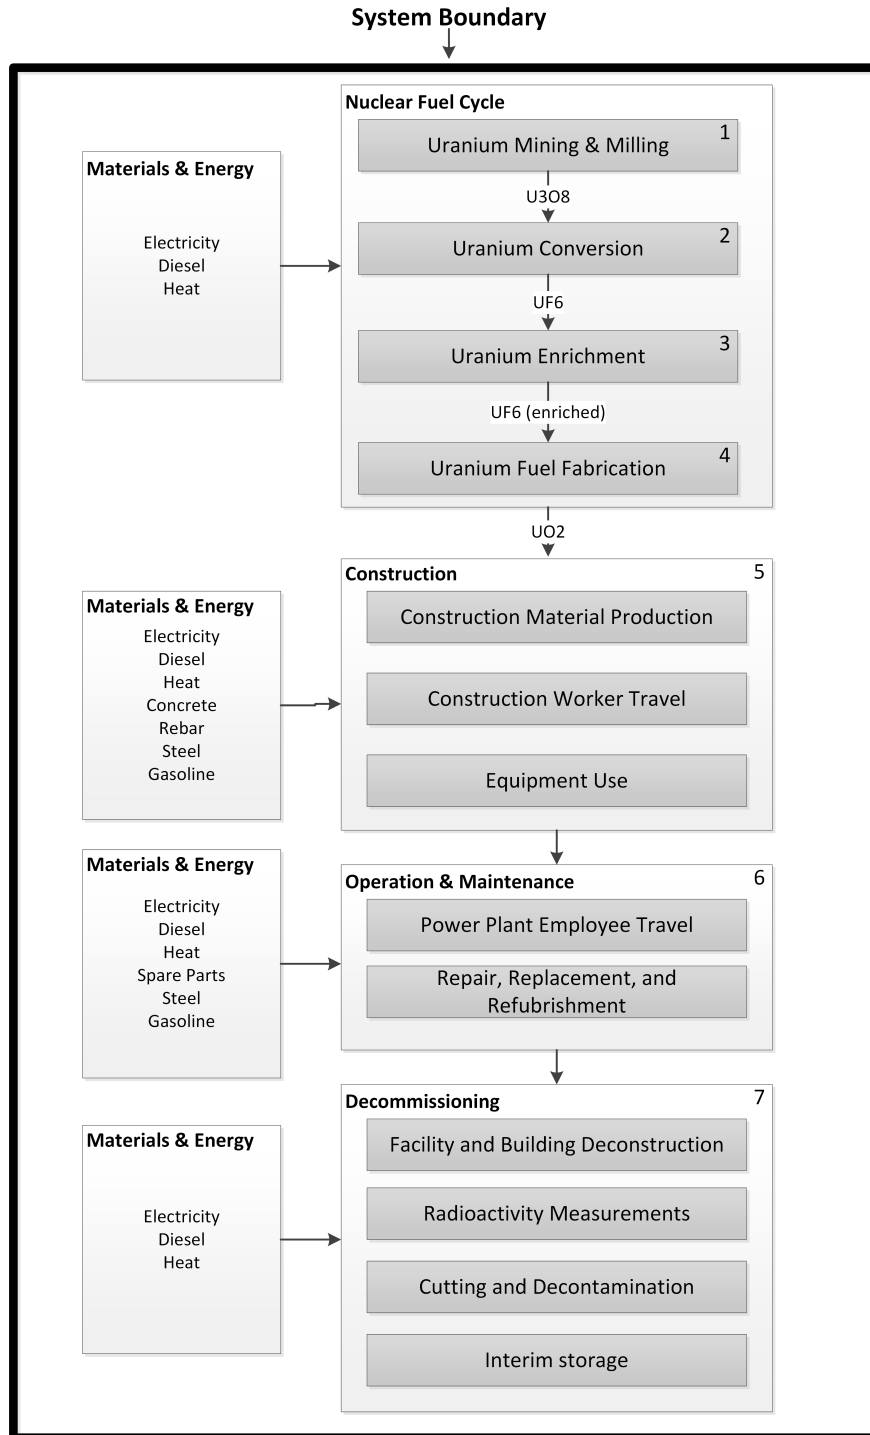 System Boundary
Nuclear Fuel Cycle
Uranium Mining & Milling
1
U3O8
Uranium Conversion
2
UF6
Uranium Enrichment
3
UF6 (enriched)
Uranium Fuel Fabrication
4
Materials & Energy
Electricity
Diesel
Heat
UO2
Construction
5
Construction Material Production
Construction Worker Travel
Equipment Use
Materials & Energy
Electricity
Diesel
Heat
Concrete
Rebar
Steel
Gasoline
Operation & Maintenance
6
Power Plant Employee Travel
Repair, Replacement, and
Refubrishment
Materials & Energy
Electricity
Diesel
Heat
Spare Parts
Steel
Gasoline
Decommissioning
7
Facility and Building Deconstruction
Radioactivity Measurements
Cutting and Decontamination
Interim storage
Materials & Energy
Electricity
Diesel
Heat